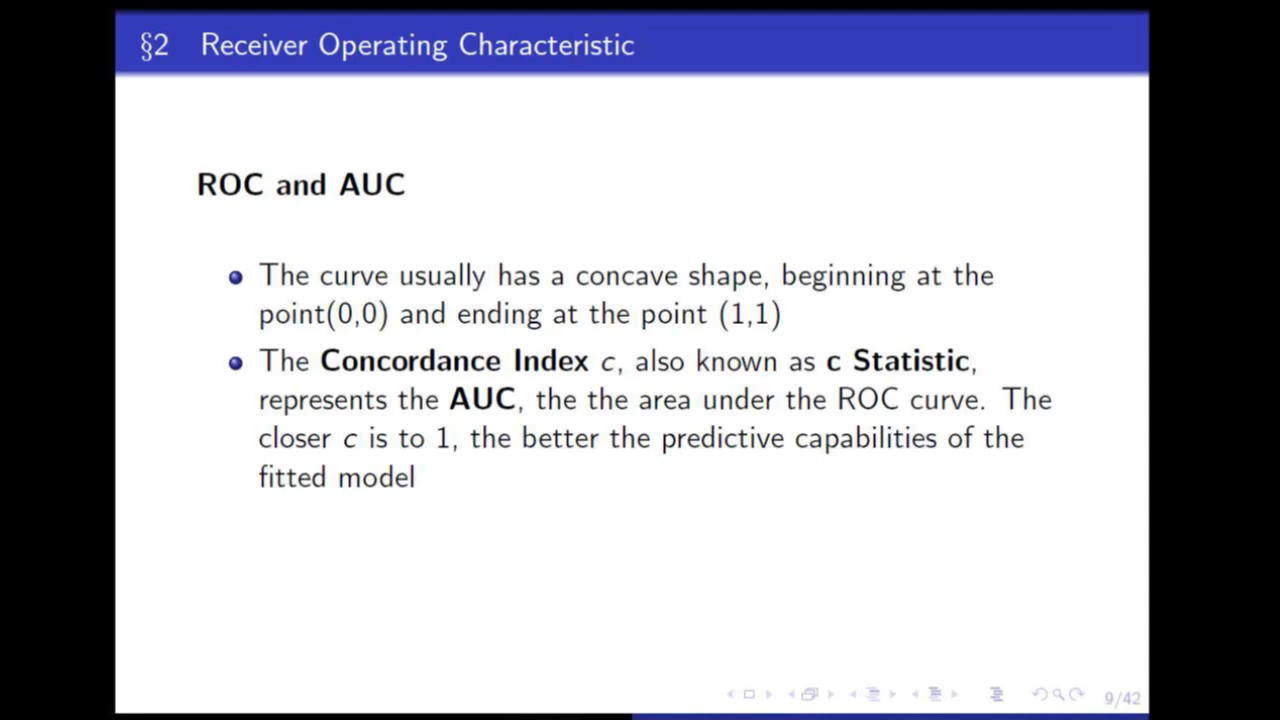 §2 Receiver Operating Characteristic
ROC and AUC
The curve usually has a concave shape, beginning at the
point(0,0) and ending at the point (1,1)
The Concordance Index c, also known as c Statistic,
represents the AUC, the the area under the ROC curve. The
closer c is to 1, the better the predictive capabilities of the
fitted model
9/42